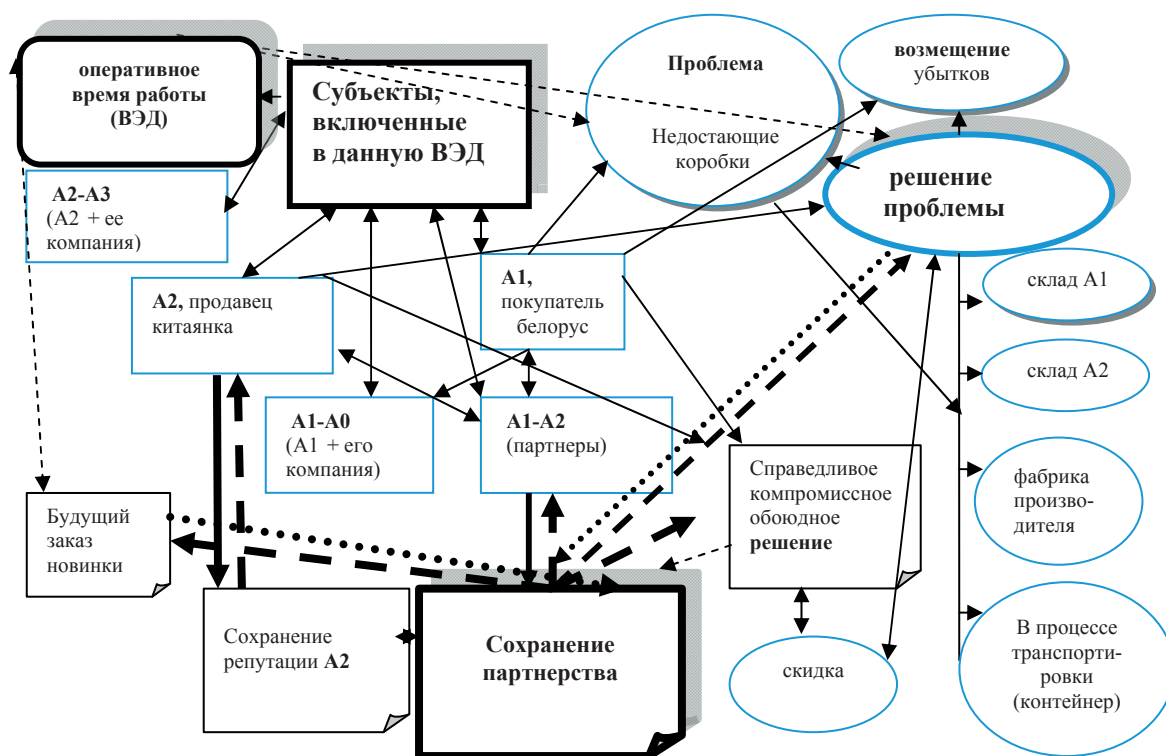 оперативное
время работы
(ВЭД)
Субъекты,
включенные
в данную ВЭД
Проблема
Недостающие
коробки
возмещение
убытков
решение
проблемы
А2-А3
(А2 + ее
компания)
А2, продавец
китаянка
А1,
покупатель
белорус
склад А1
склад А2
А1-А0
(А1 + его
компания)
А1-А2
(партнеры)
Справедливое
компромиссное
обоюдное
решение
фабрика
произво-
дителя
Будущий
заказ
новинки
Сохранение
репутации А2
Сохранение
партнерства
скидка
В процессе
транспорти-
ровки
(контейнер)